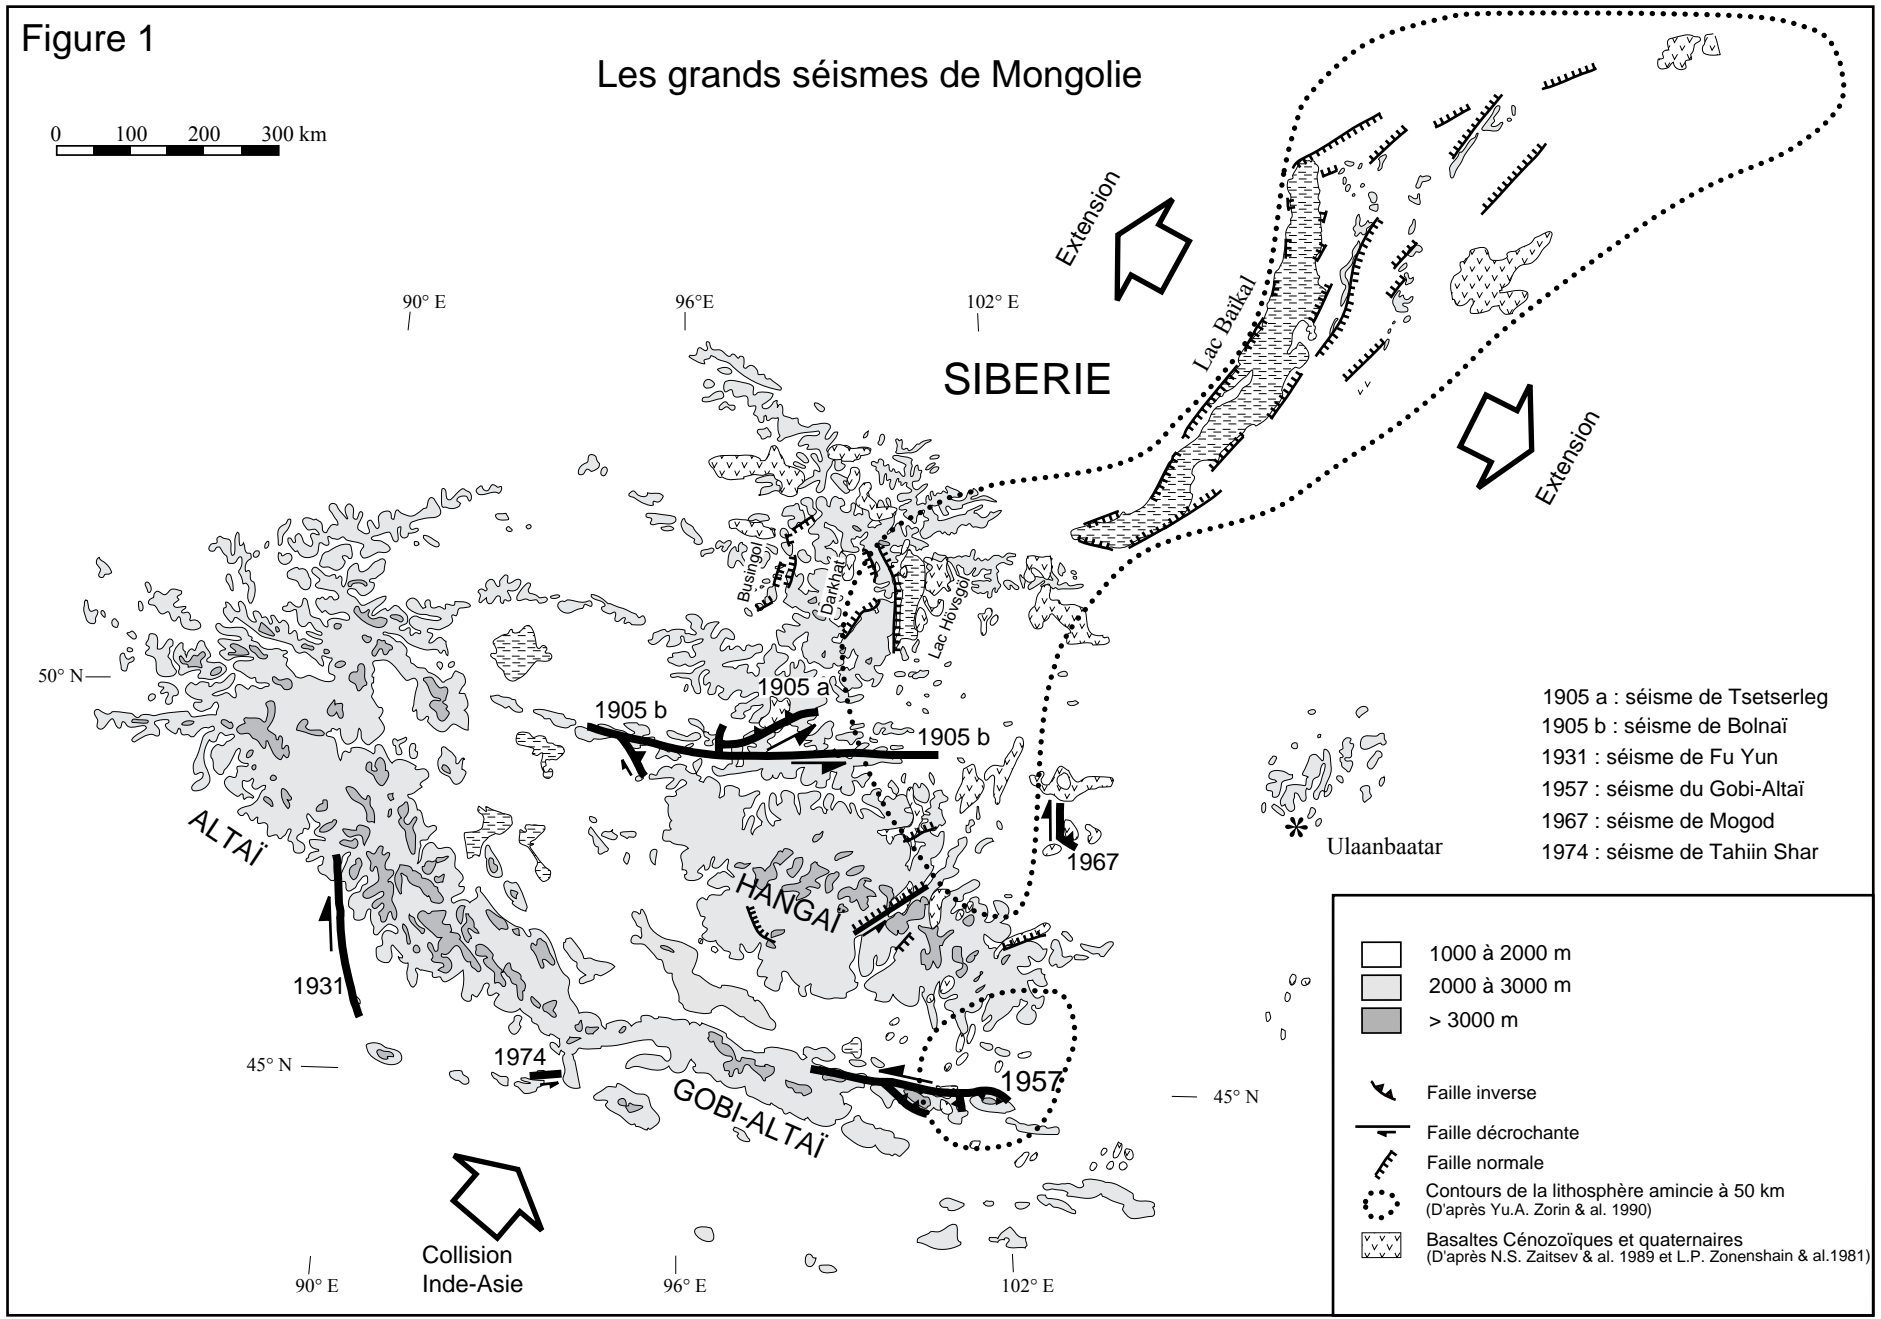 Figure 1
Les grands séismes de Mongolie
0 100 200 300 km
Extension
90° E 96°E 102° E
Lac Baïkal
SIBERIE
Extension
Busingol
Darkhat
Lac Hövsgöl
50° N
1905 a
1905 b
1905 b
1905 a : séisme de Tsetserleg
1905 b : séisme de Bolnaï
1931 : séisme de Fu Yun
1957 : séisme du Gobi-Altaï
1967 : séisme de Mogod
1974 : séisme de Tahiin Shar
ALTAÏ
Ulaanbaatar
1967
HANGAÏ
1931
1000 à 2000 m
2000 à 3000 m
> 3000 m
45° N
1974
1957
45° N
GOBI-ALTAÏ
Faille inverse
Faille décrochante
Faille normale
Contours de la lithosphère amincie à 50 km
(D'après Yu.A. Zorin & al. 1990)
Basaltes Cénozoïques et quaternaires
(D'après N.S. Zaitsev & al. 1989 et L.P. Zonenshain & al.1981)
Collision
Inde-Asie
90° E 96° E 102° E